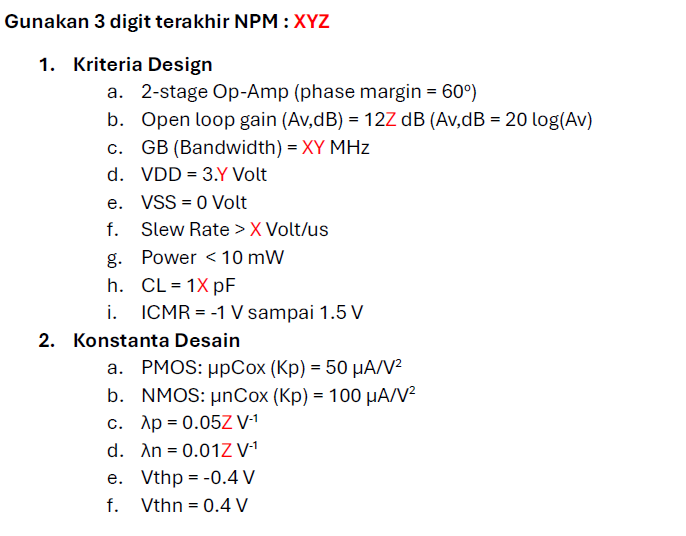 Gunakan 3 digit terakhir NPM : XYZ
1. Kriteria Design
a. 2-stage Op-Amp (phase margin = 60º)
b. Open loop gain (Av,dB) = 12Z dB (Av,dB = 20 log(Av)
c. GB (Bandwidth) = XY MHz
d. VDD = 3.Y Volt
e. VSS = 0 Volt
f. Slew Rate > X Volt/us
g. Power < 10 mW
h. CL = 1X pF
i. ICMR = -1 V sampai 1.5 V
2. Konstanta Desain
a. PMOS: µpCox (Kp) = 50 µA/V²
b. NMOS: µnCox (Kp) = 100 µA/V²
c. λp = 0.05Z V⁻¹
d. λn = 0.01Z V⁻¹
e. Vthp = -0.4 V
f. Vthn = 0.4 V